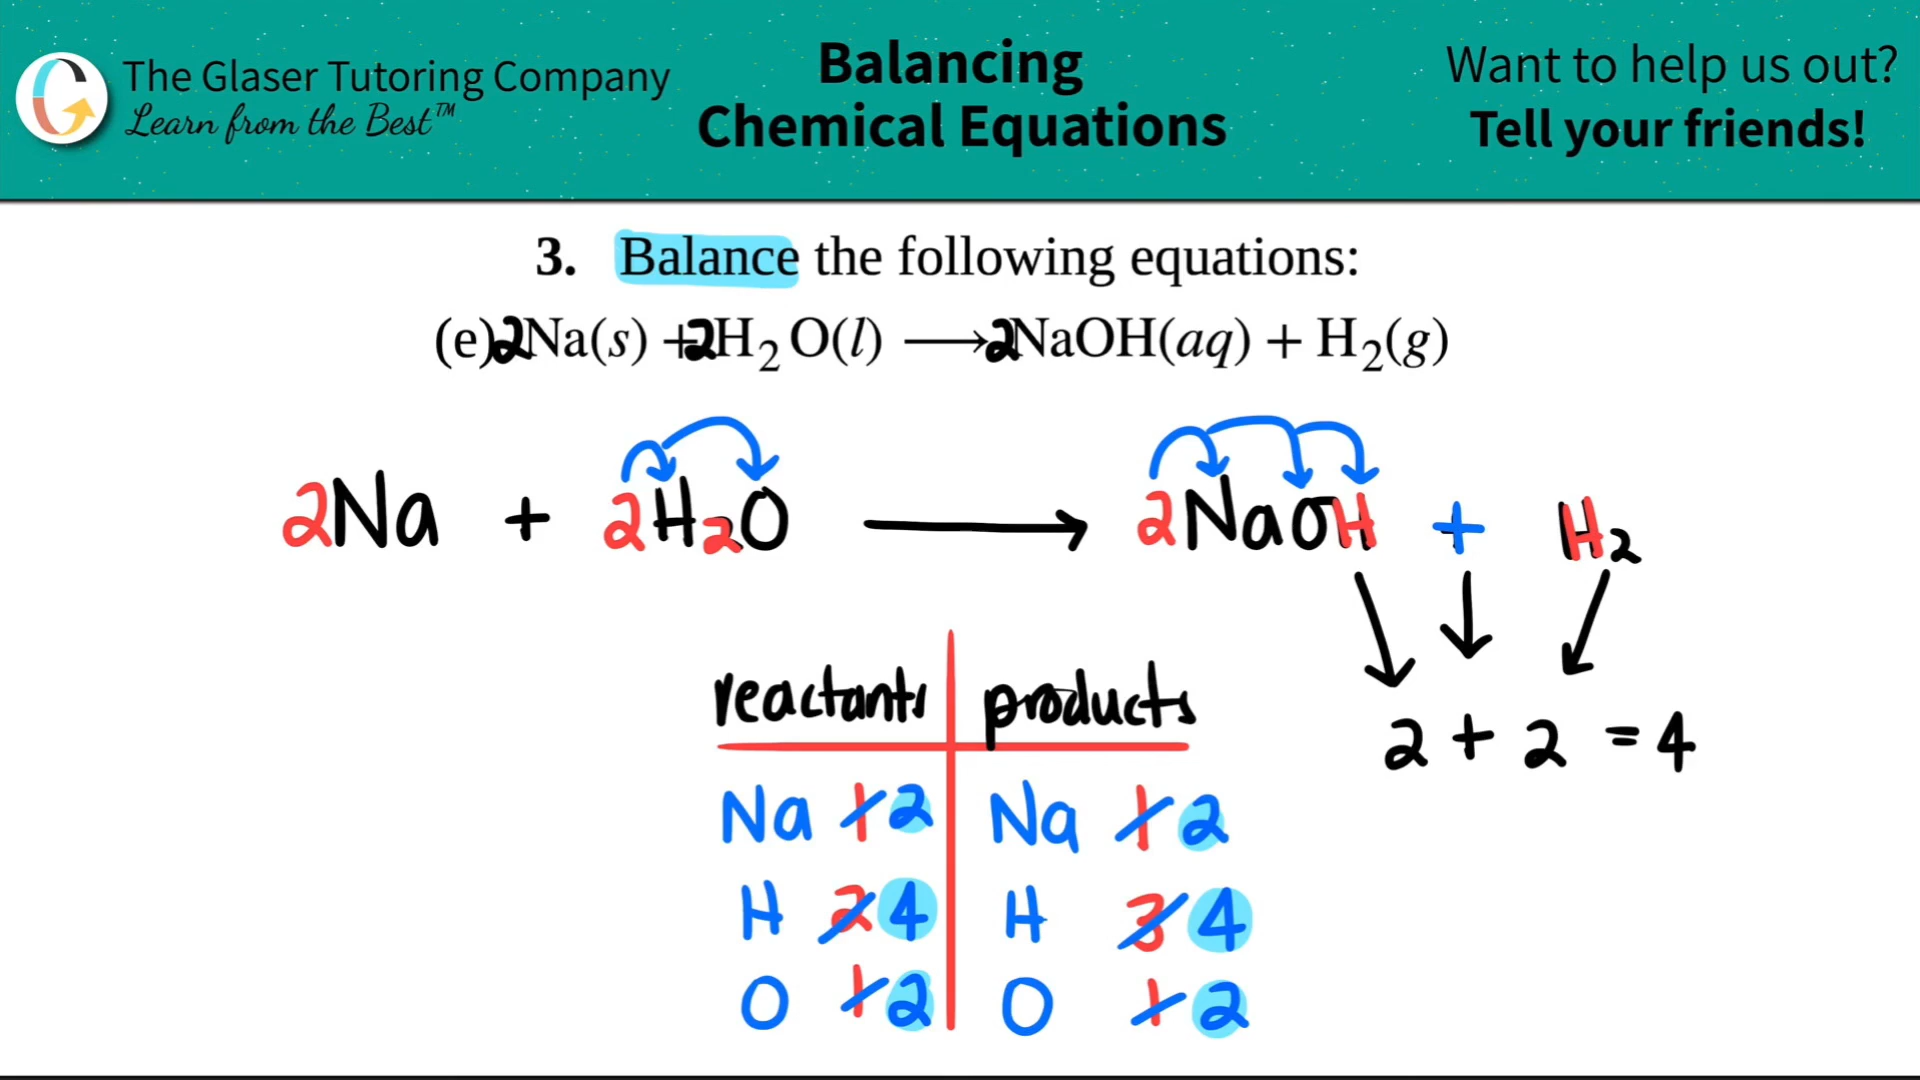 The Glaser Tutoring Company
Learn from the Best™
Balancing
Chemical Equations
Want to help us out?
Tell your friends!
3. Balance the following equations:
(e) 2Na(s) + 2H₂O(l) ⟶ 2NaOH(aq) + H₂(g)
2Na + 2H₂O ⟶ 2NaOH + H₂
reactants products
2 + 2 = 4
Na 1 2 Na 1 2
H 2 4 H 3 4
O 1 2 O 1 2